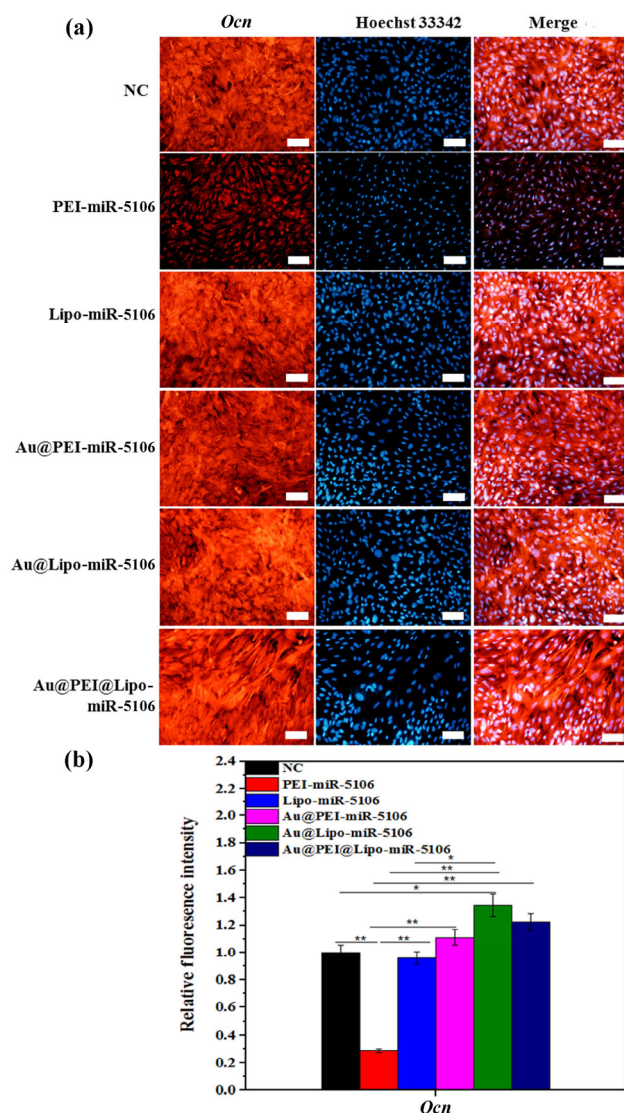 (a)
Ocn Hoechst 33342 Merge
NC
PEI-miR-5106
Lipo-miR-5106
Au@PEI-miR-5106
Au@Lipo-miR-5106
Au@PEI@Lipo-
miR-5106
(b)
Relative fluoresence intensity
2.4
2.2
2.0
1.8
1.6
1.4
1.2
1.0
0.8
0.6
0.4
0.2
0.0
NC
PEI-miR-5106
Lipo-miR-5106
Au@PEI-miR-5106
Au@Lipo-miR-5106
Au@PEI@Lipo-miR-5106
*
**
**
*
**
** **
Ocn